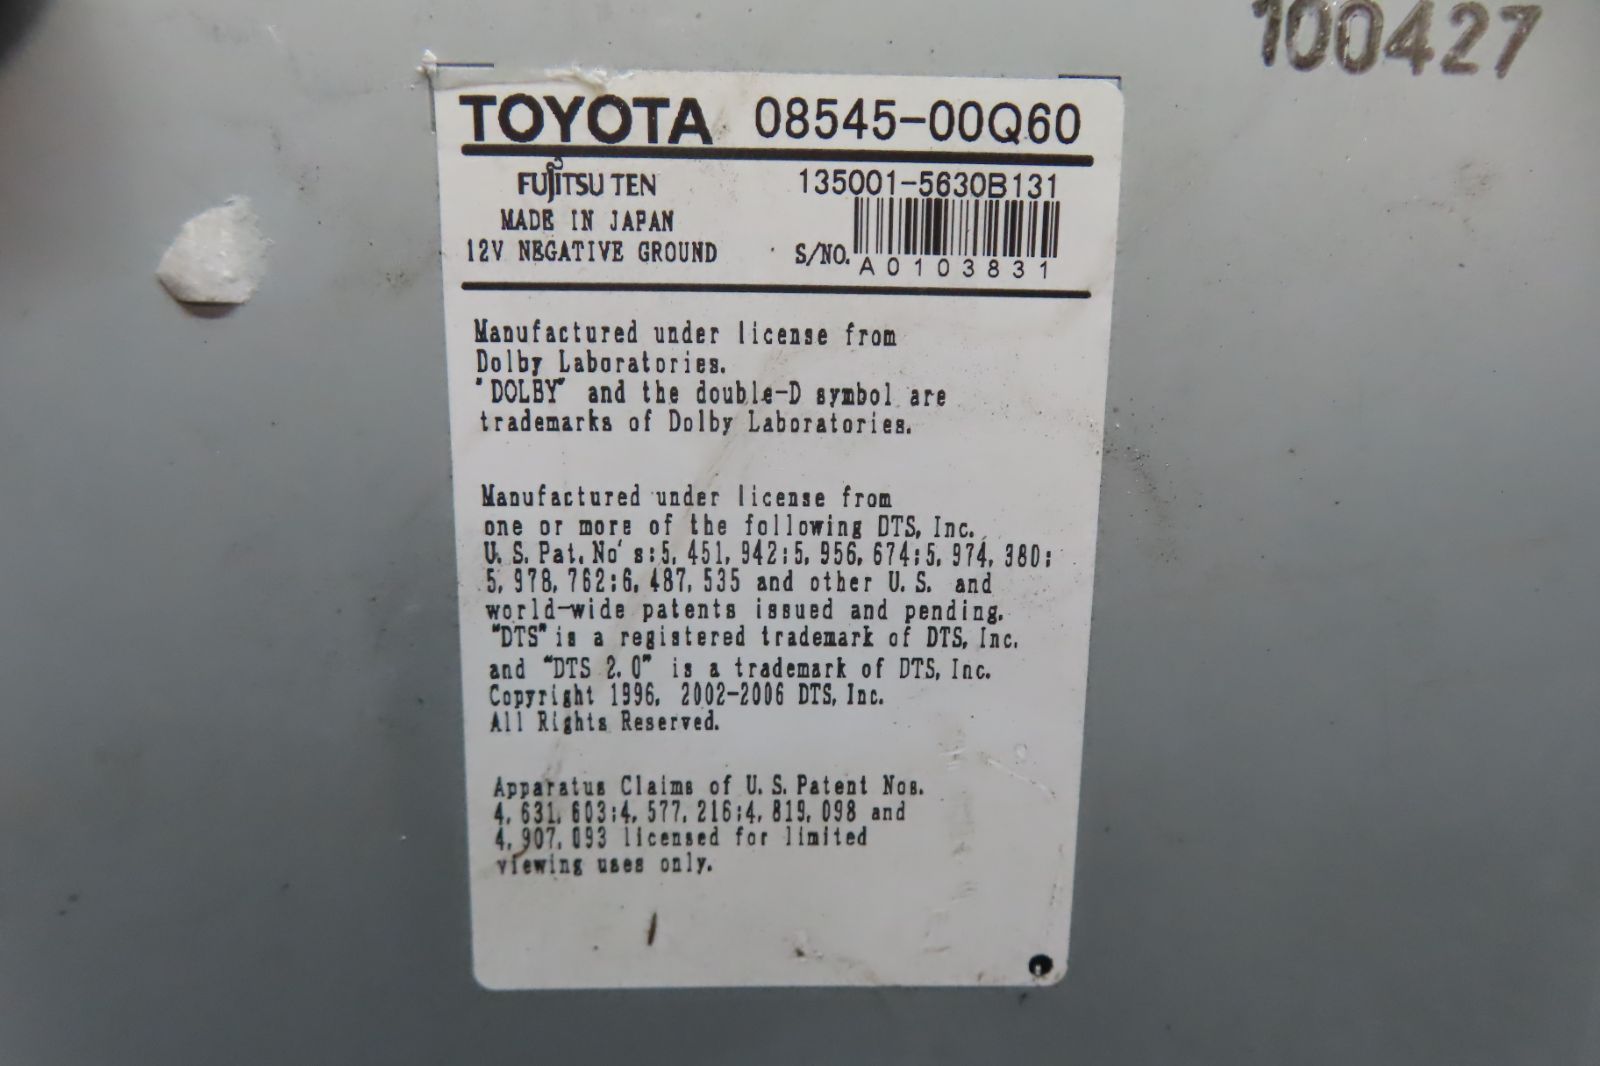 100427
TOYOTA 08545-00Q60
FUJITSU TEN 135001-5630B131
MADE IN JAPAN
12V NEGATIVE GROUND S/NO. A0103831
Manufactured under license from
Dolby Laboratories.
"DOLBY" and the double-D symbol are
trademarks of Dolby Laboratories.
Manufactured under license from
one or more of the following DTS, Inc.
U. S. Pat. No's:5, 451, 942;5, 956, 674;5, 974, 380;
5, 978, 762;6, 487, 535 and other U. S. and
world-wide patents issued and pending.
"DTS" is a registered trademark of DTS, Inc.
and "DTS 2.0" is a trademark of DTS, Inc.
Copyright 1996, 2002-2006 DTS, Inc.
All Rights Reserved.
Apparatus Claims of U. S. Patent Nos.
4, 631, 603;4, 577, 216;4, 819, 098 and
4, 907, 093 licensed for limited
viewing uses only.